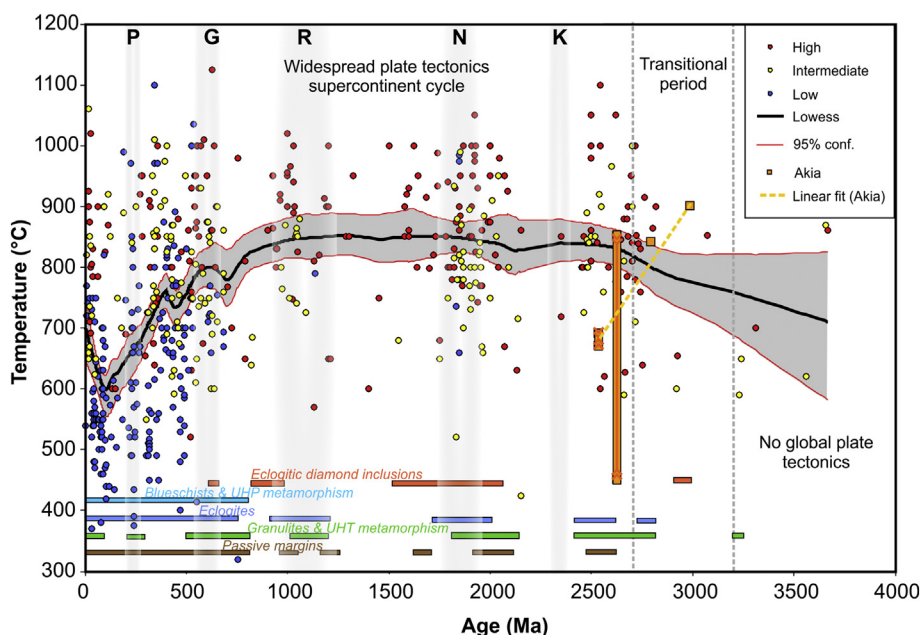 1200
1100
1000
900
800
700
600
500
400
300
Temperature (°C)
P
G
R
N
K
Widespread plate tectonics
supercontinent cycle
Transitional
period
High
Intermediate
Low
Lowess
95% conf.
Akia
Linear fit (Akia)
No global plate
tectonics
Eclogitic diamond inclusions
Blueschists & UHP metamorphism
Eclogites
Granulites & UHT metamorphism
Passive margins
0
500
1000
1500
2000
2500
3000
3500
4000
Age (Ma)